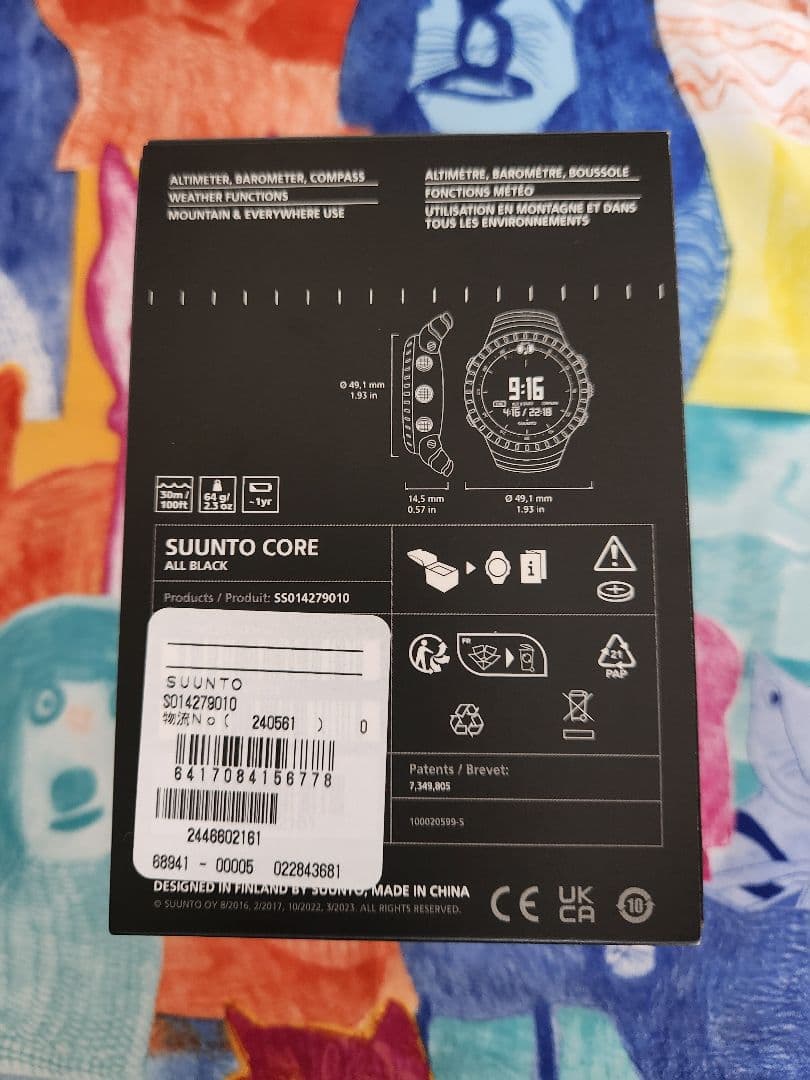 ALTIMETER, BAROMETER, COMPASS
WEATHER FUNCTIONS
MOUNTAIN & EVERYWHERE USE
ALTIMÈTRE, BAROMÈTRE, BOUSSOLE
FONCTIONS MÉTÉO
UTILISATION EN MONTAGNE ET DANS
TOUS LES ENVIRONNEMENTS
Ø 49,1 mm
1.93 in
9:16
4:16 / 22:18
SUUNTO
14,5 mm
0.57 in
Ø 49,1 mm
1.93 in
30m /
100ft
64 g/
2.3 oz
~1yr
SUUNTO CORE
ALL BLACK
Products / Produit: SS014279010
FR
21
PAP
SUUNTO
S014279010
物流No( 240561 ) 0
6417084156778
2446602161
68941 - 00005 022843681
Patents / Brevet:
7,349,805
100020599-S
DESIGNED IN FINLAND BY SUUNTO, MADE IN CHINA
© SUUNTO OY 8/2016, 2/2017, 10/2022, 3/2023. ALL RIGHTS RESERVED.
CE
UK
CA
10